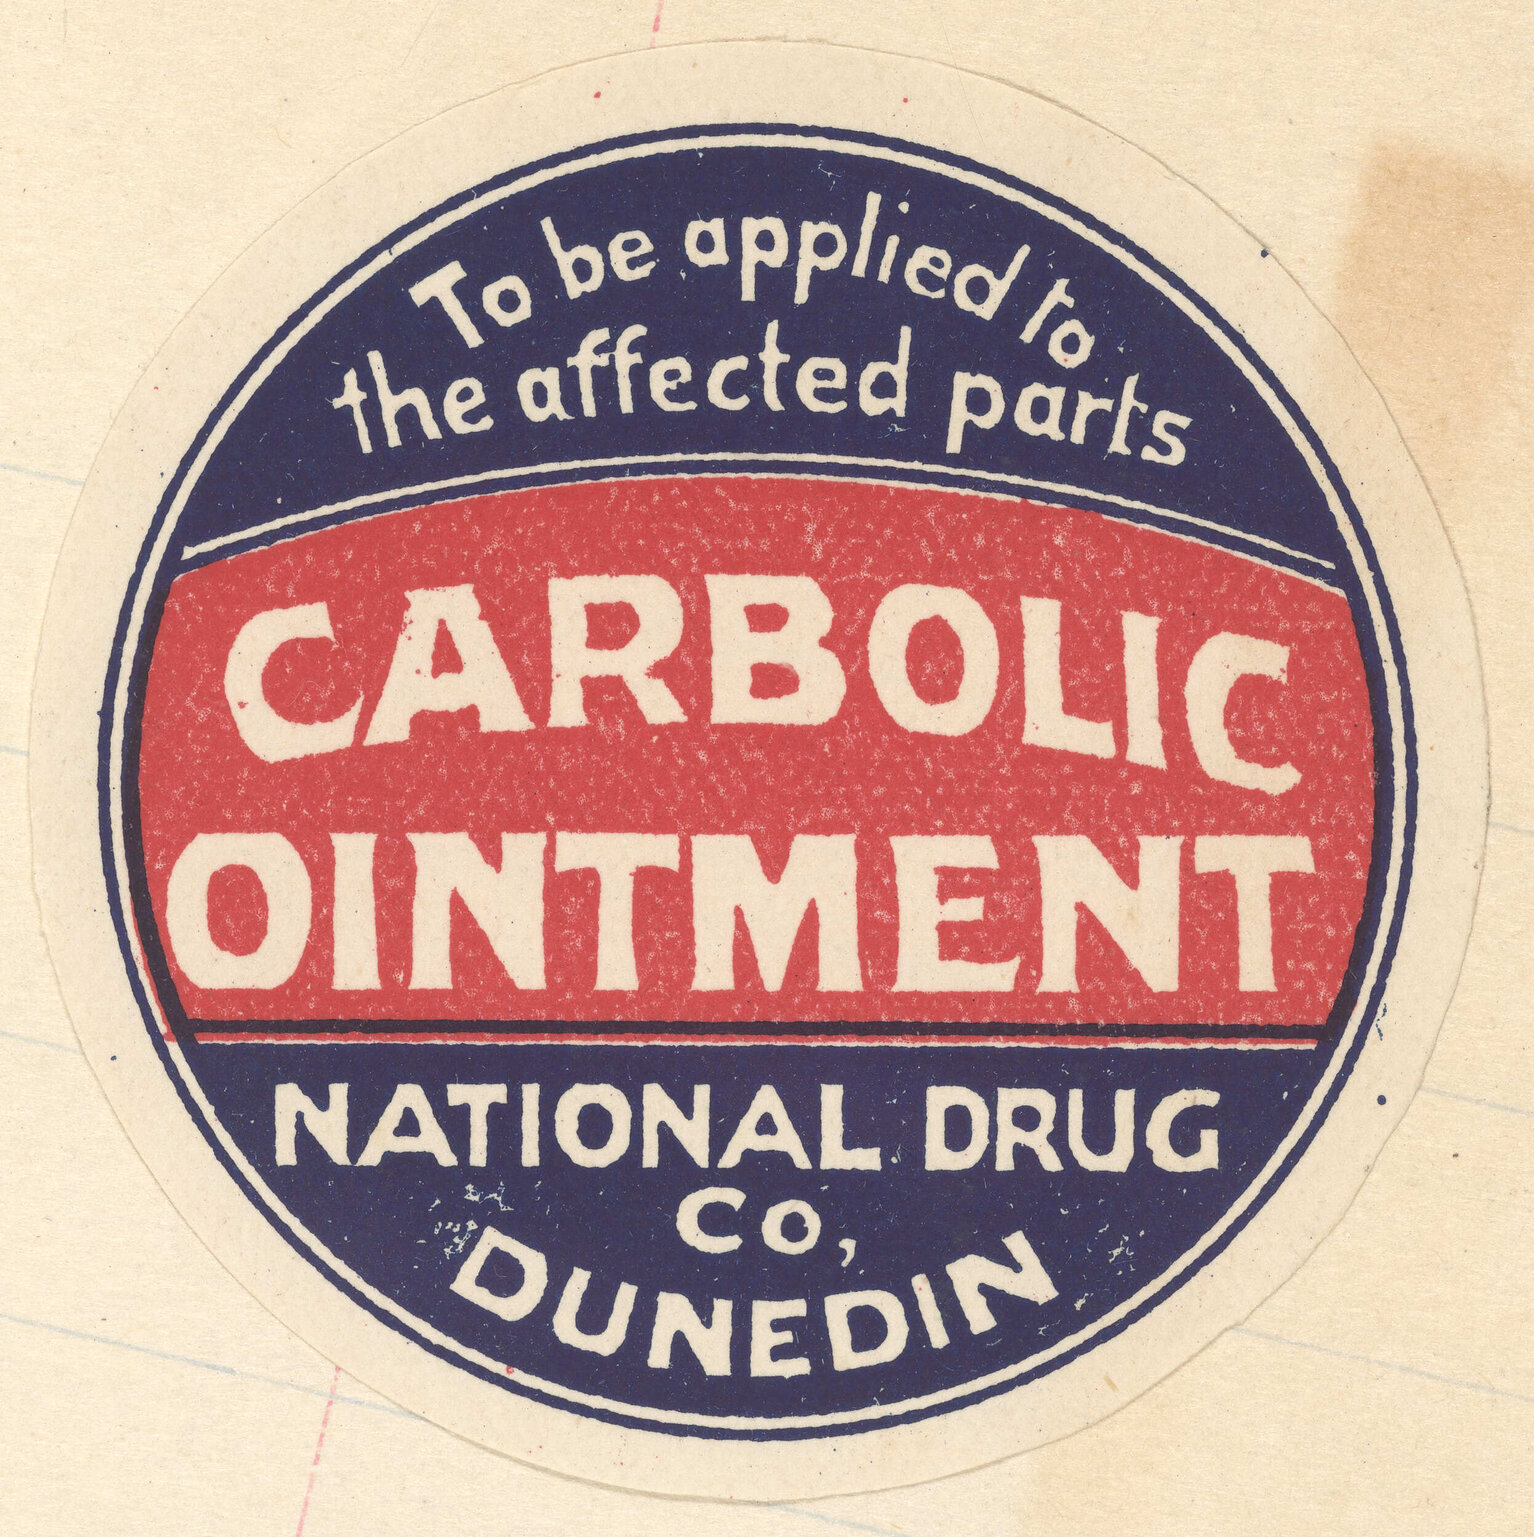 To be applied to
the affected parts
CARBOLIC
OINTMENT
NATIONAL DRUG
Co,
DUNEDIN